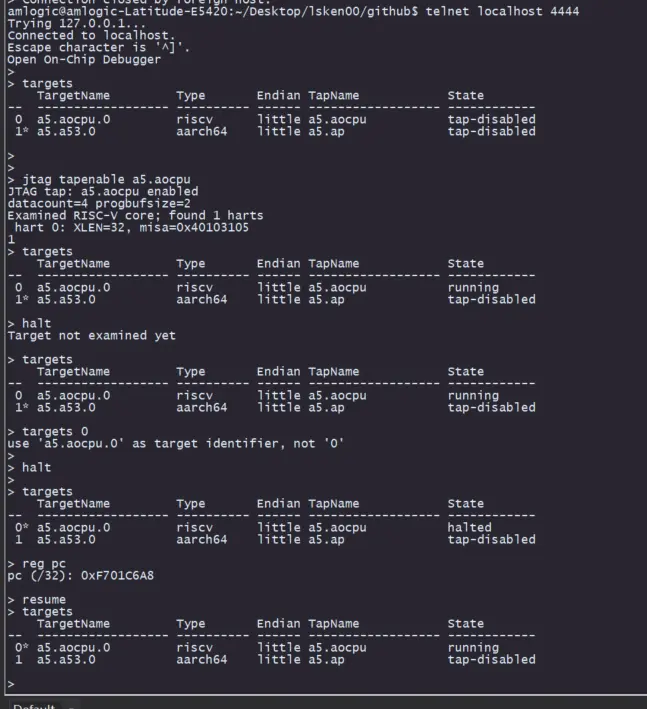 > Connection closed by foreign host.
amlogic@amlogic-Latitude-E5420:~/Desktop/lsken00/github$ telnet localhost 4444
Trying 127.0.0.1...
Connected to localhost.
Escape character is '^]'.
Open On-Chip Debugger
>
> targets
    TargetName         Type       Endian TapName            State
--  ------------------ ---------- ------ ------------------ ------------
 0  a5.aocpu.0         riscv      little a5.aocpu           tap-disabled
 1* a5.a53.0           aarch64    little a5.ap              tap-disabled
>
>
> jtag tapenable a5.aocpu
JTAG tap: a5.aocpu enabled
datacount=4 progbufsize=2
Examined RISC-V core; found 1 harts
 hart 0: XLEN=32, misa=0x40103105
1
> targets
    TargetName         Type       Endian TapName            State
--  ------------------ ---------- ------ ------------------ ------------
 0  a5.aocpu.0         riscv      little a5.aocpu           running
 1* a5.a53.0           aarch64    little a5.ap              tap-disabled
> halt
Target not examined yet
> targets
    TargetName         Type       Endian TapName            State
--  ------------------ ---------- ------ ------------------ ------------
 0  a5.aocpu.0         riscv      little a5.aocpu           running
 1* a5.a53.0           aarch64    little a5.ap              tap-disabled
> targets 0
use 'a5.aocpu.0' as target identifier, not '0'
>
> halt
>
> targets
    TargetName         Type       Endian TapName            State
--  ------------------ ---------- ------ ------------------ ------------
 0* a5.aocpu.0         riscv      little a5.aocpu           halted
 1  a5.a53.0           aarch64    little a5.ap              tap-disabled
> reg pc
pc (/32): 0xF701C6A8
> resume
> targets
    TargetName         Type       Endian TapName            State
--  ------------------ ---------- ------ ------------------ ------------
 0* a5.aocpu.0         riscv      little a5.aocpu           running
 1  a5.a53.0           aarch64    little a5.ap              tap-disabled
>
Default